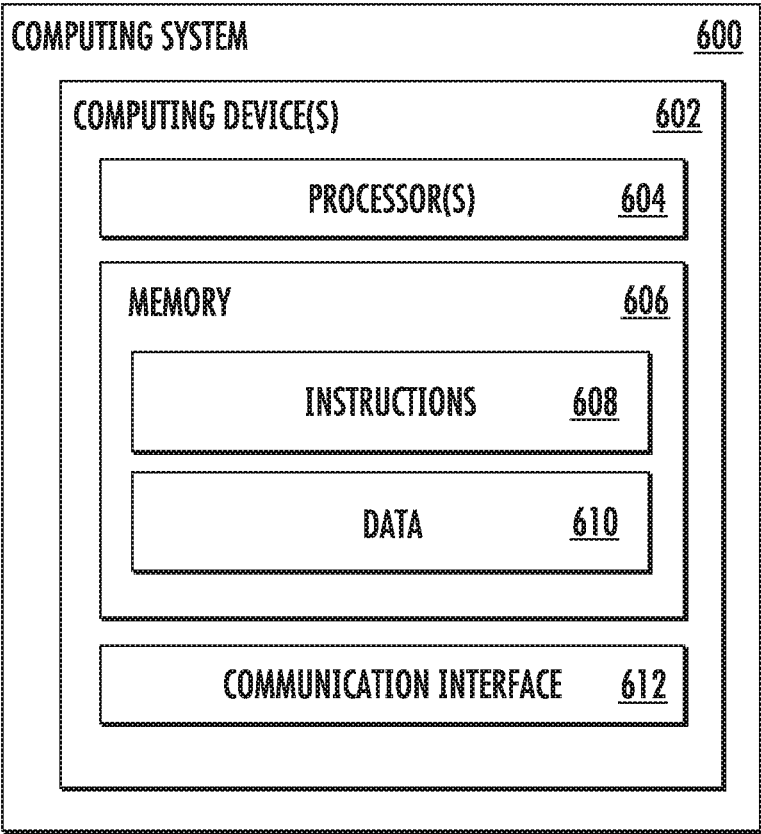 COMPUTING SYSTEM 600
COMPUTING DEVICE(S) 602
PROCESSOR(S) 604
MEMORY 606
INSTRUCTIONS 608
DATA 610
COMMUNICATION INTERFACE 612